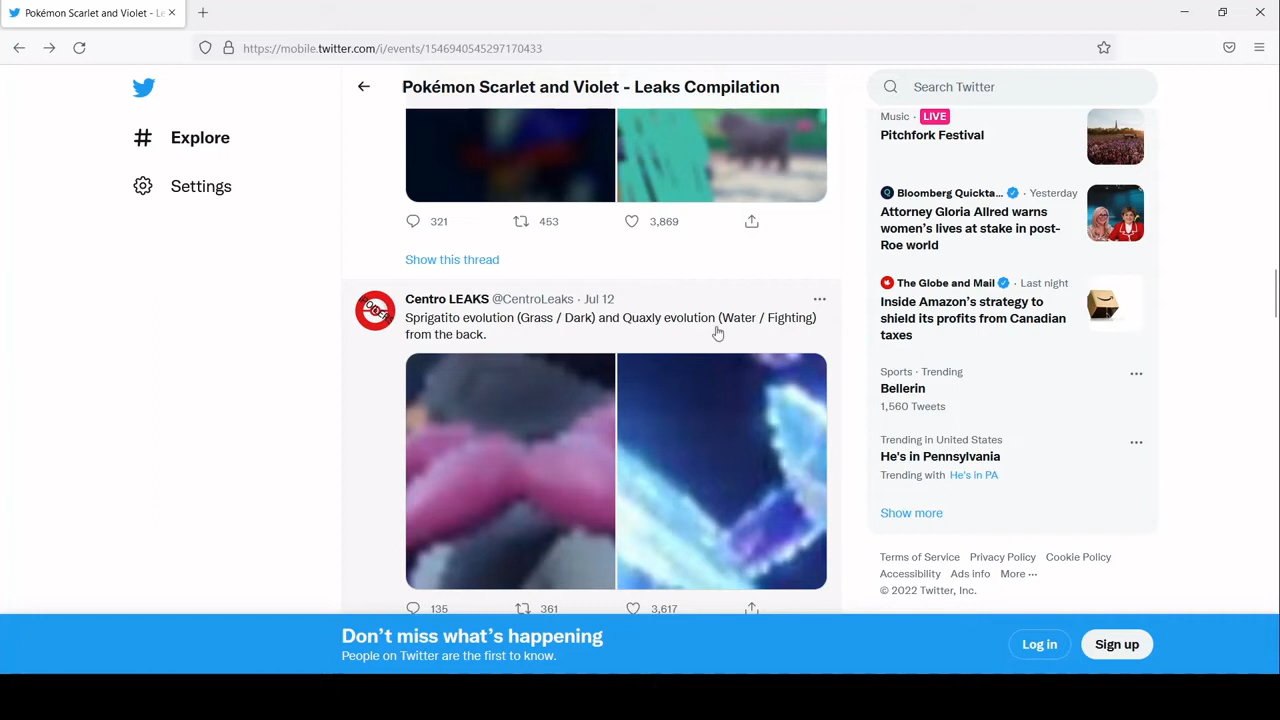 Pokémon Scarlet and Violet - Le
https://mobile.twitter.com/i/events/1546940545297170433
Explore
Settings
Pokémon Scarlet and Violet - Leaks Compilation
321
453
3,869
Show this thread
Centro LEAKS @CentroLeaks · Jul 12
Sprigatito evolution (Grass / Dark) and Quaxly evolution (Water / Fighting)
from the back.
135
361
3,617
Search Twitter
Music · LIVE
Pitchfork Festival
Bloomberg Quickta... · Yesterday
Attorney Gloria Allred warns
women’s lives at stake in post-
Roe world
The Globe and Mail · Last night
Inside Amazon’s strategy to
shield its profits from Canadian
taxes
Sports · Trending
Bellerin
1,560 Tweets
Trending in United States
He's in Pennsylvania
Trending with He's in PA
Show more
Terms of Service Privacy Policy Cookie Policy
Accessibility Ads info More ···
© 2022 Twitter, Inc.
Don’t miss what’s happening
People on Twitter are the first to know.
Log in
Sign up